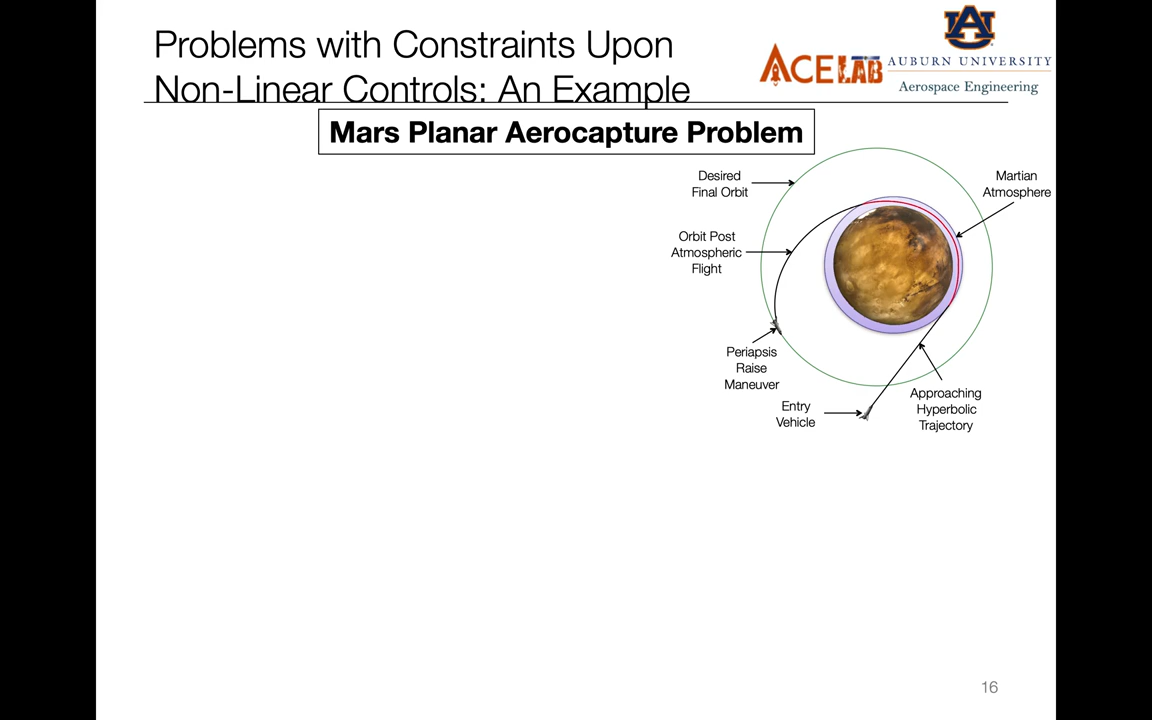 Problems with Constraints Upon
Non-Linear Controls: An Example
ACE LAB
AU
AUBURN UNIVERSITY
Aerospace Engineering
Mars Planar Aerocapture Problem
Desired
Final Orbit
Martian
Atmosphere
Orbit Post
Atmospheric
Flight
Periapsis
Raise
Maneuver
Entry
Vehicle
Approaching
Hyperbolic
Trajectory
16